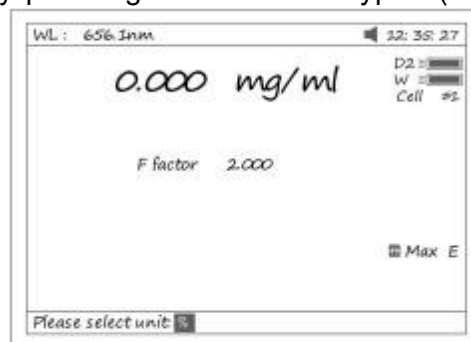 WL : 656.1nm 12:35:27
0.000 mg/ml
D2 :
W :
Cell #1
F factor 2.000
Max E
Please select unit: %